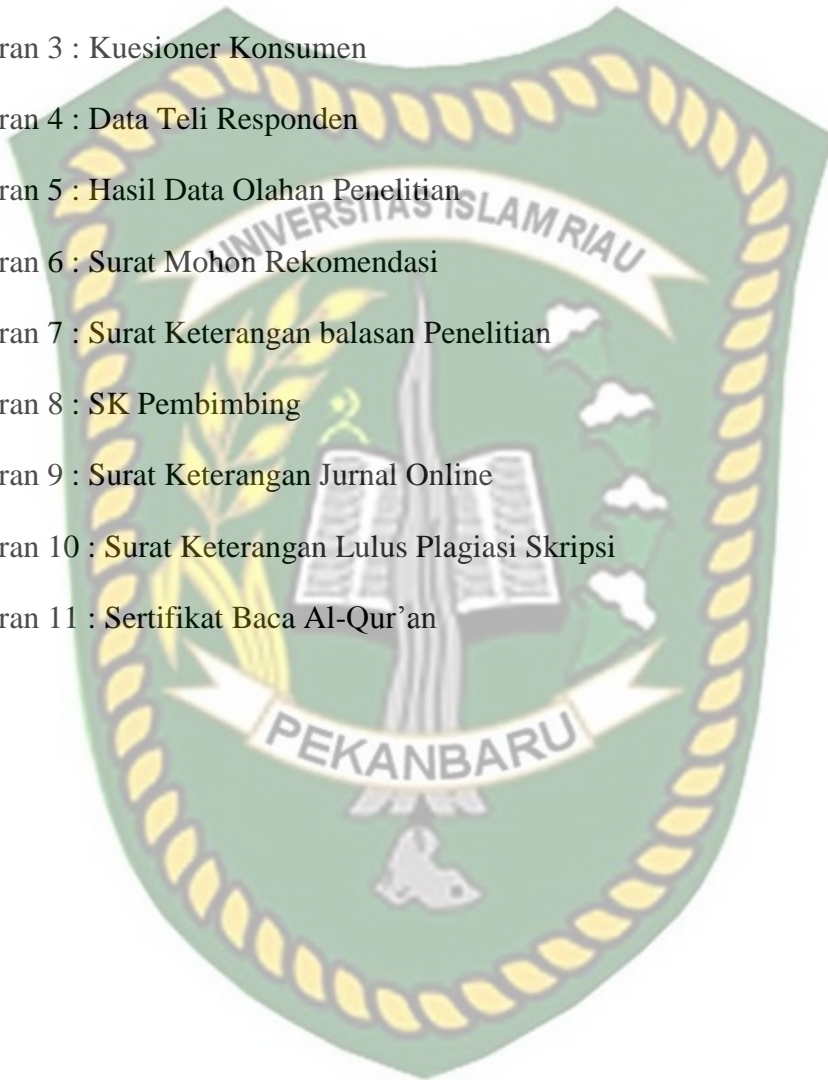 ran 3 : Kuesioner Konsumen
ran 4 : Data Teli Responden
ran 5 : Hasil Data Olahan Penelitian
UNIVERSITAS ISLAM RIAU
ran 6 : Surat Mohon Rekomendasi
ran 7 : Surat Keterangan balasan Penelitian
ran 8 : SK Pembimbing
ran 9 : Surat Keterangan Jurnal Online
ran 10 : Surat Keterangan Lulus Plagiasi Skripsi
ran 11 : Sertifikat Baca Al-Qur’an
PEKANBARU